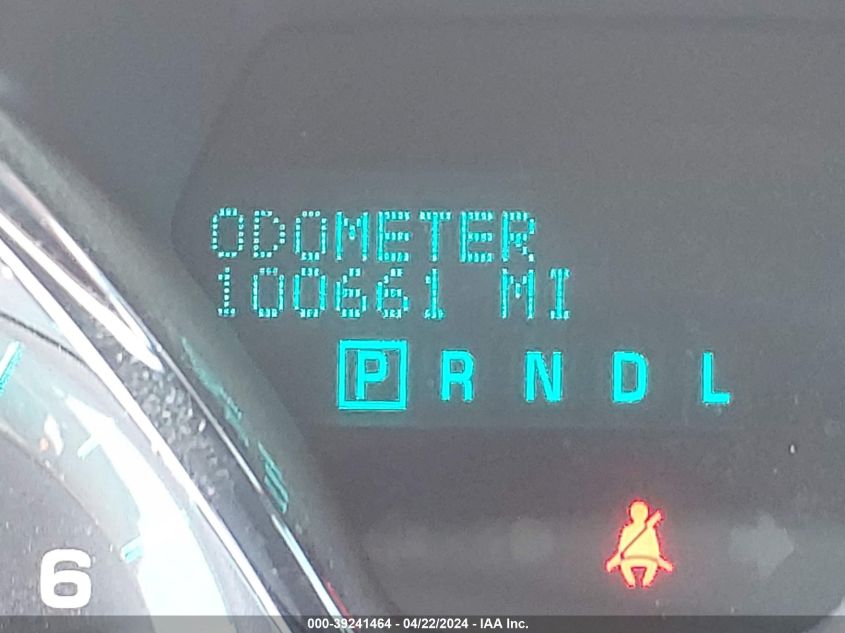 ODOMETER
100661 MI
P R N D L
6
000-39241464 - 04/22/2024 - IAA Inc.